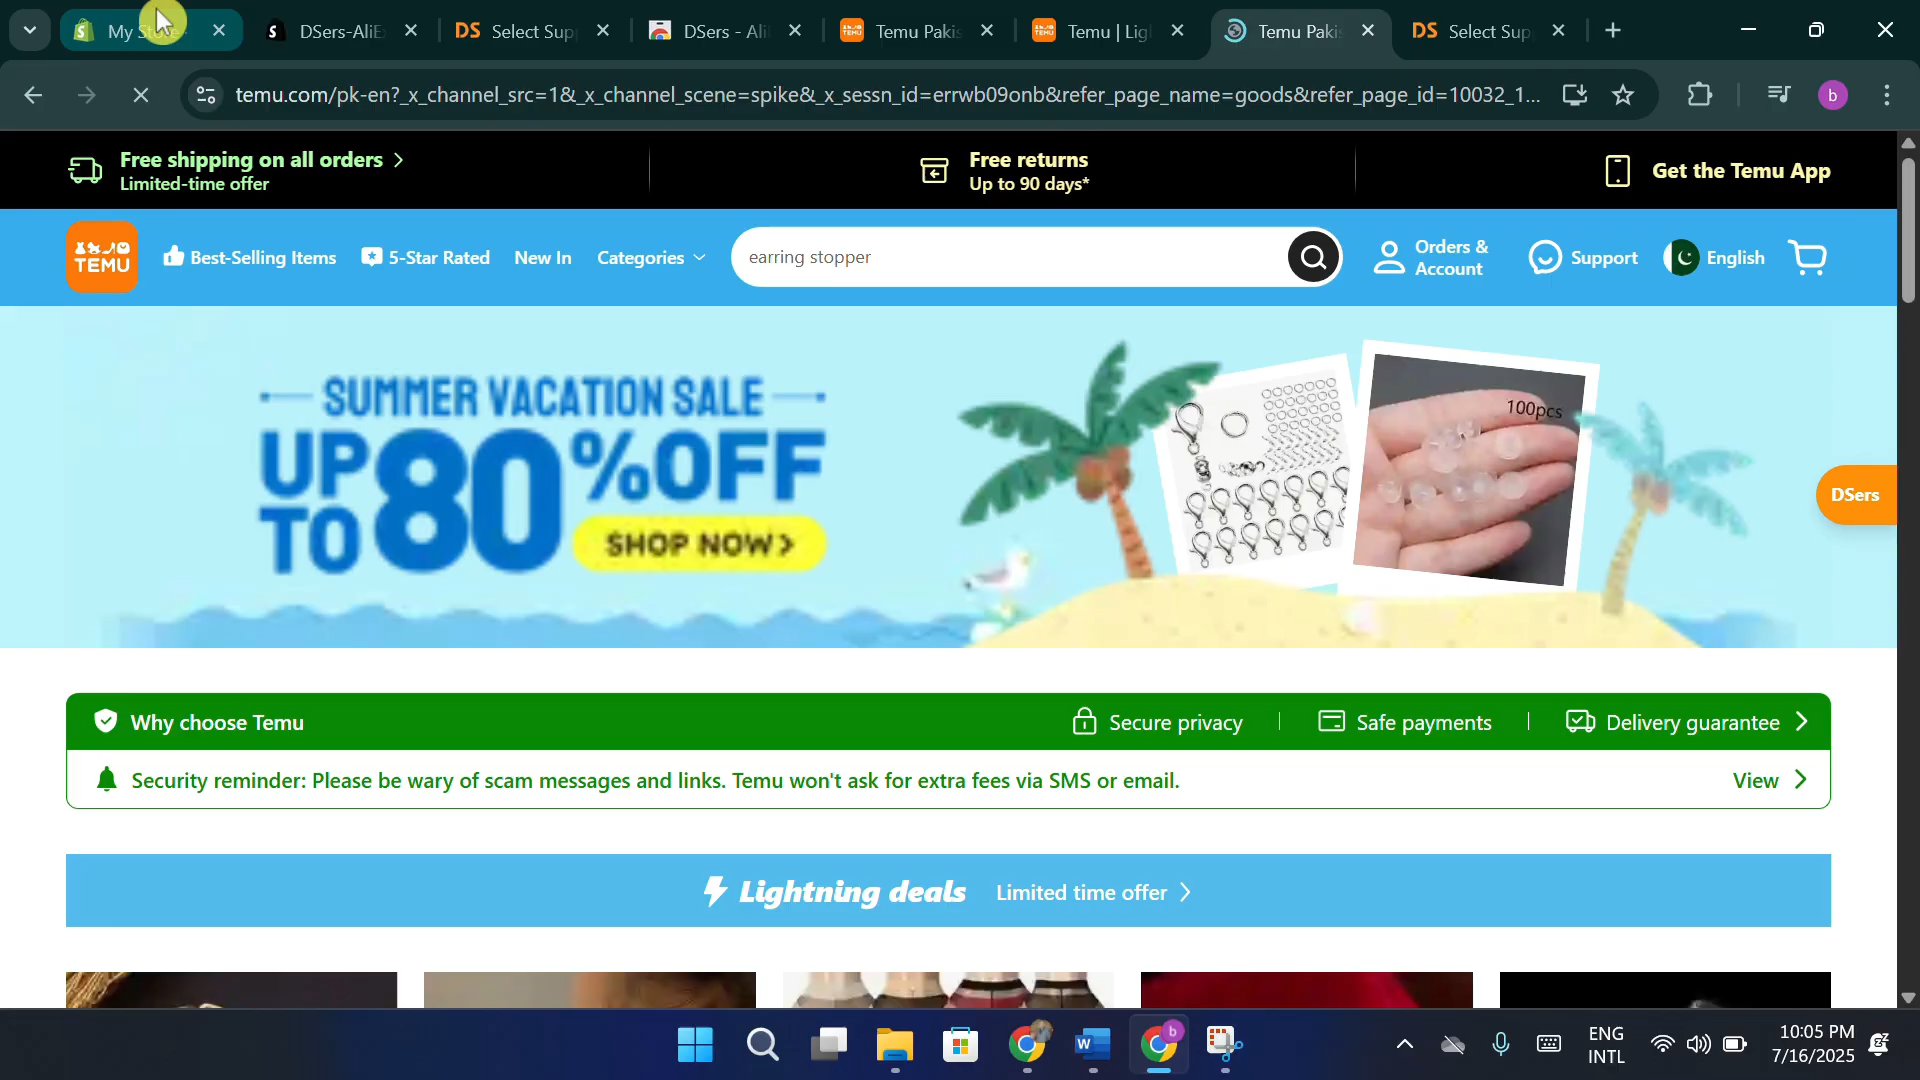 My Store
DSers-AliE
Select Sup
DSers - Ali
Temu Pakis
Temu | Ligh
Temu Pakis
Select Sup
temu.com/pk-en?_x_channel_src=1&_x_channel_scene=spike&_x_sessn_id=errwb09onb&refer_page_name=goods&refer_page_id=10032_1...
b
Free shipping on all orders >
Limited-time offer
Free returns
Up to 90 days*
Get the Temu App
TEMU
Best-Selling Items
5-Star Rated
New In
Categories
earring stopper
Orders &
Account
Support
English
SUMMER VACATION SALE
UP TO 80% OFF
SHOP NOW>
100pcs
DSers
Why choose Temu
Secure privacy
Safe payments
Delivery guarantee >
Security reminder: Please be wary of scam messages and links. Temu won't ask for extra fees via SMS or email.
View >
Lightning deals
Limited time offer >
ENG
INTL
10:05 PM
7/16/2025